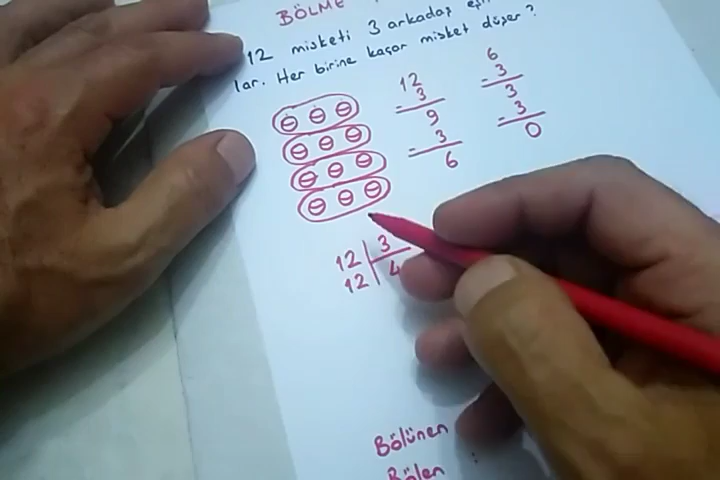 BÖLME
12 misketi 3 arkadaş
lar. Her birine kaçar misket düşer?
12
- 3
9
- 3
6
6
- 3
3
- 3
0
12 3
12 4
Bölünen
Bölen :